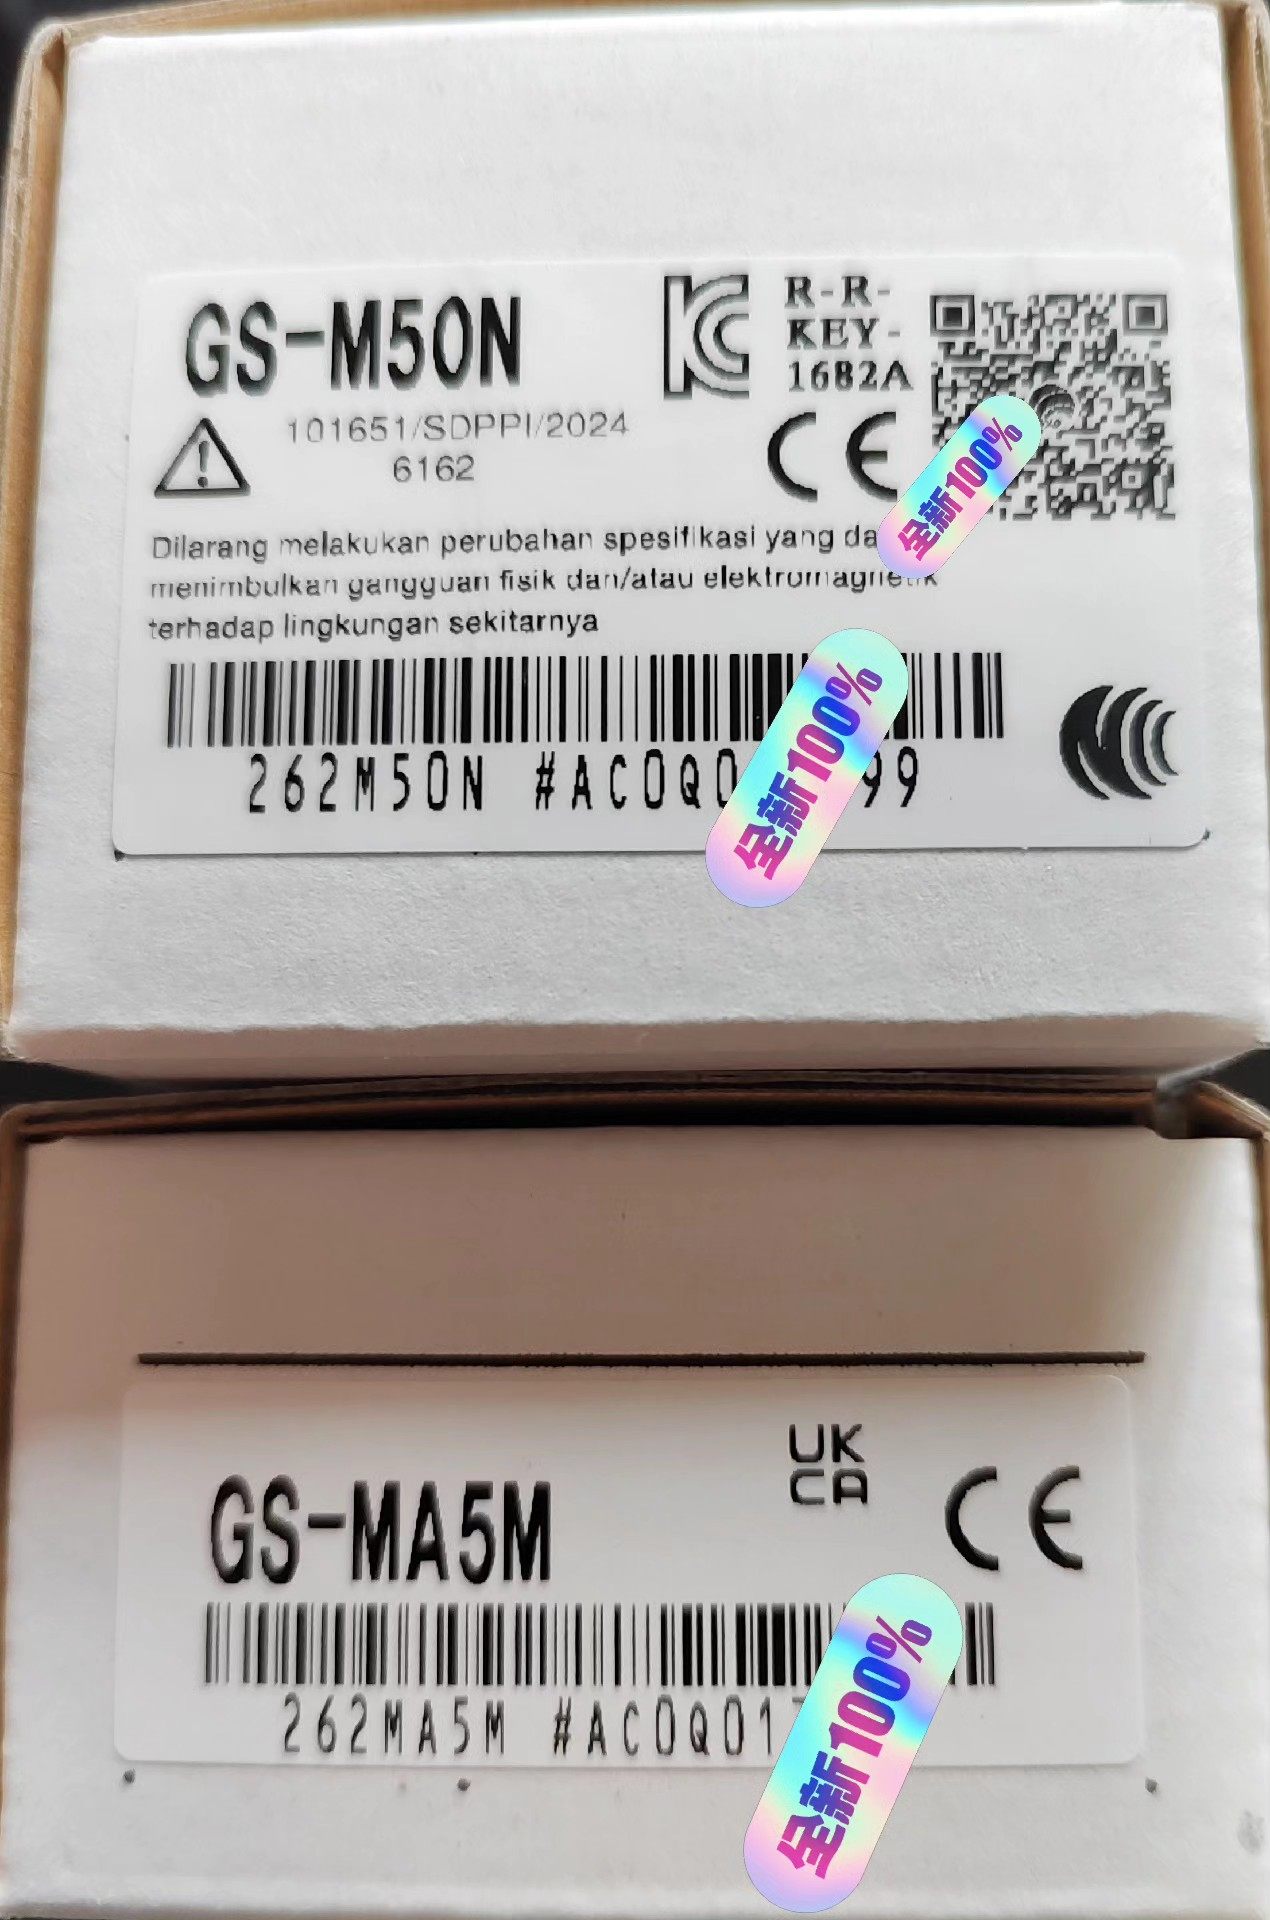 GS-M50N
R-R-
KEY-
1682A
101651/SDPPI/2024
6162
CE
全新100%
Dilarang melakukan perubahan spesifikasi yang da
menimbulkan gangguan fisik dan/atau elektromagnetik
terhadap lingkungan sekitarnya
262M50N #AC0Q0 99
全新100%
UK
CA
CE
GS-MA5M
262MA5M #AC0Q01
全新100%